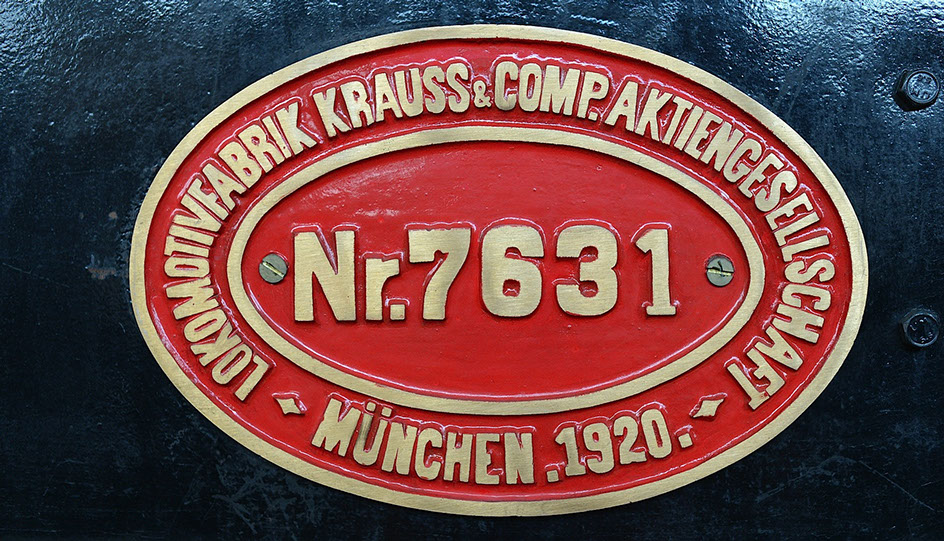 LOKOMOTIVFABRIK KRAUSS & COMP. AKTIENGESELLSCHAFT
Nr. 7631
MÜNCHEN . 1920 .